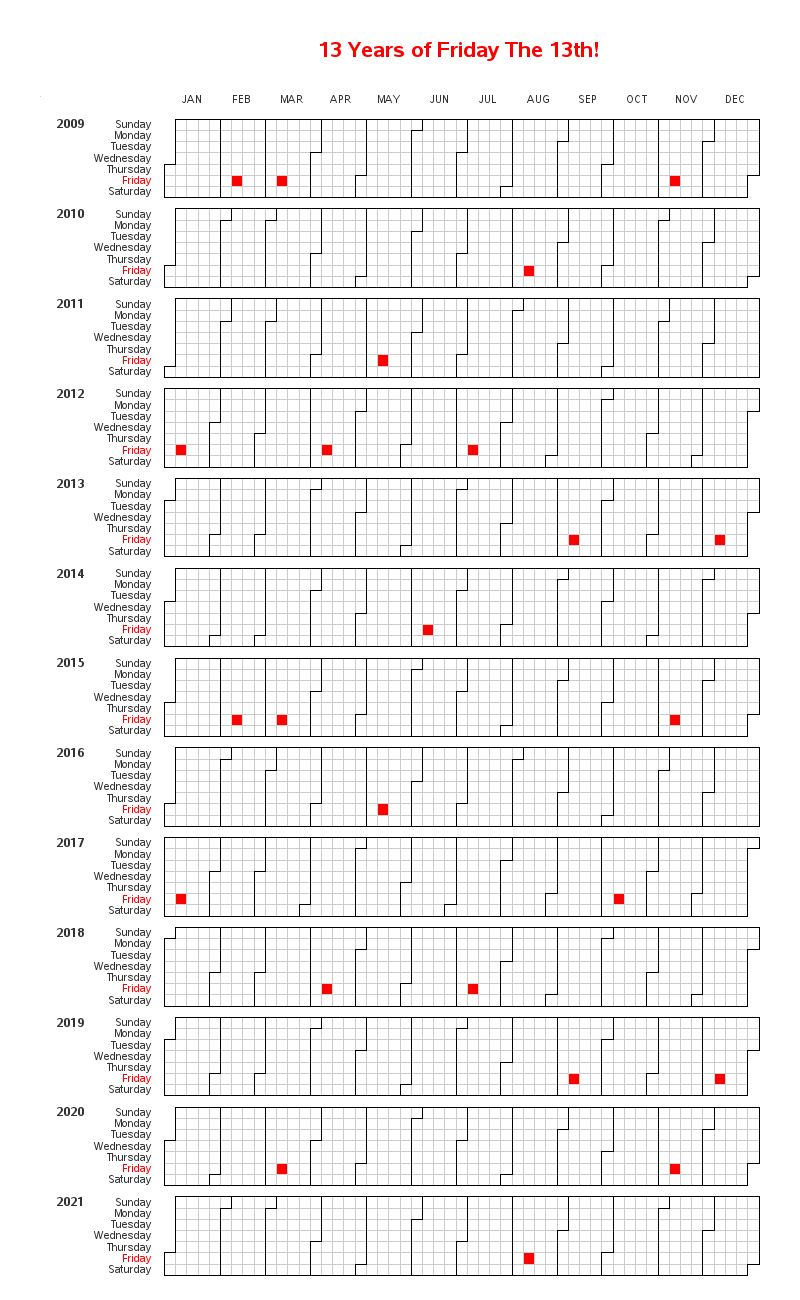 13 Years of Friday The 13th!
JAN FEB MAR APR MAY JUN JUL AUG SEP OCT NOV DEC
2009 Sunday
Monday
Tuesday
Wednesday
Thursday
Friday
Saturday
2010 Sunday
Monday
Tuesday
Wednesday
Thursday
Friday
Saturday
2011 Sunday
Monday
Tuesday
Wednesday
Thursday
Friday
Saturday
2012 Sunday
Monday
Tuesday
Wednesday
Thursday
Friday
Saturday
2013 Sunday
Monday
Tuesday
Wednesday
Thursday
Friday
Saturday
2014 Sunday
Monday
Tuesday
Wednesday
Thursday
Friday
Saturday
2015 Sunday
Monday
Tuesday
Wednesday
Thursday
Friday
Saturday
2016 Sunday
Monday
Tuesday
Wednesday
Thursday
Friday
Saturday
2017 Sunday
Monday
Tuesday
Wednesday
Thursday
Friday
Saturday
2018 Sunday
Monday
Tuesday
Wednesday
Thursday
Friday
Saturday
2019 Sunday
Monday
Tuesday
Wednesday
Thursday
Friday
Saturday
2020 Sunday
Monday
Tuesday
Wednesday
Thursday
Friday
Saturday
2021 Sunday
Monday
Tuesday
Wednesday
Thursday
Friday
Saturday